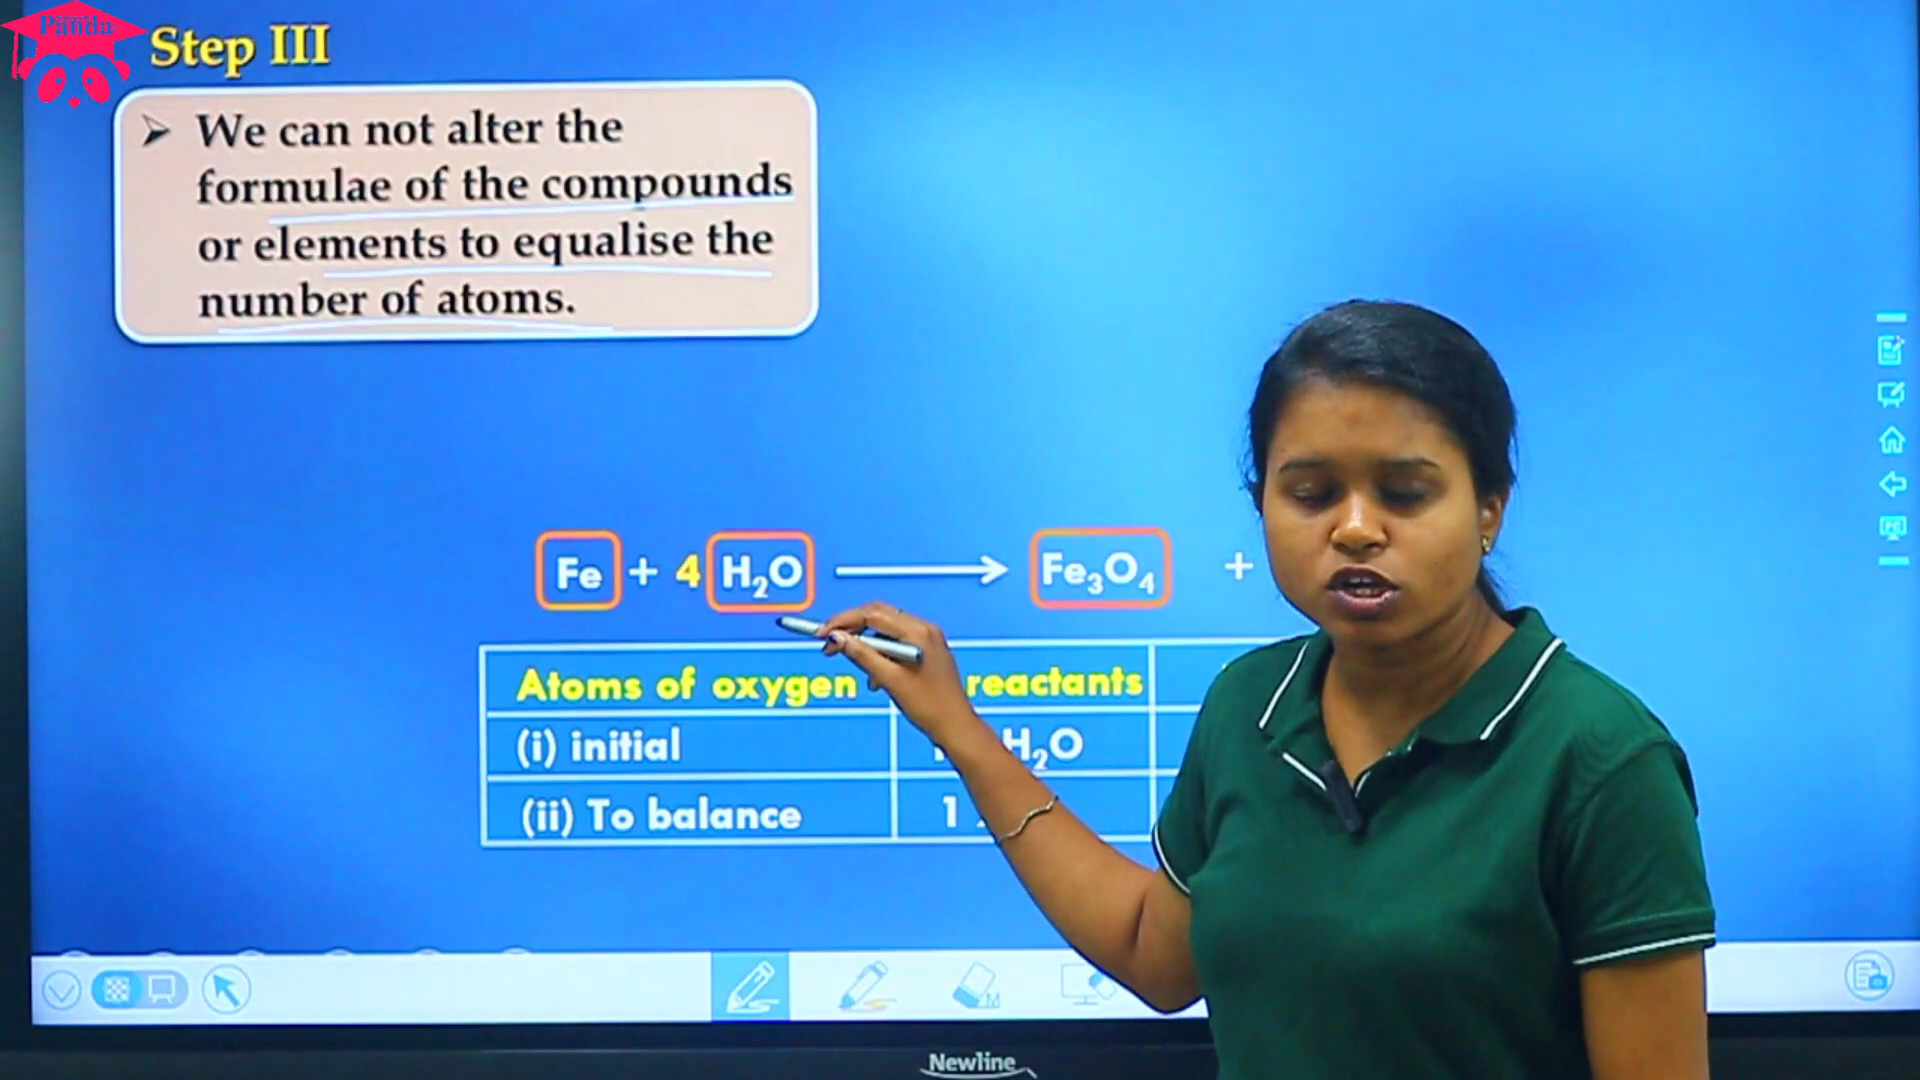 Panda
Step III
➢ We can not alter the
formulae of the compounds
or elements to equalise the
number of atoms.
Fe + 4 H₂O ⟶ Fe₃O₄ +
Atoms of oxygen reactants
(i) initial H₂O
(ii) To balance 1
Newline